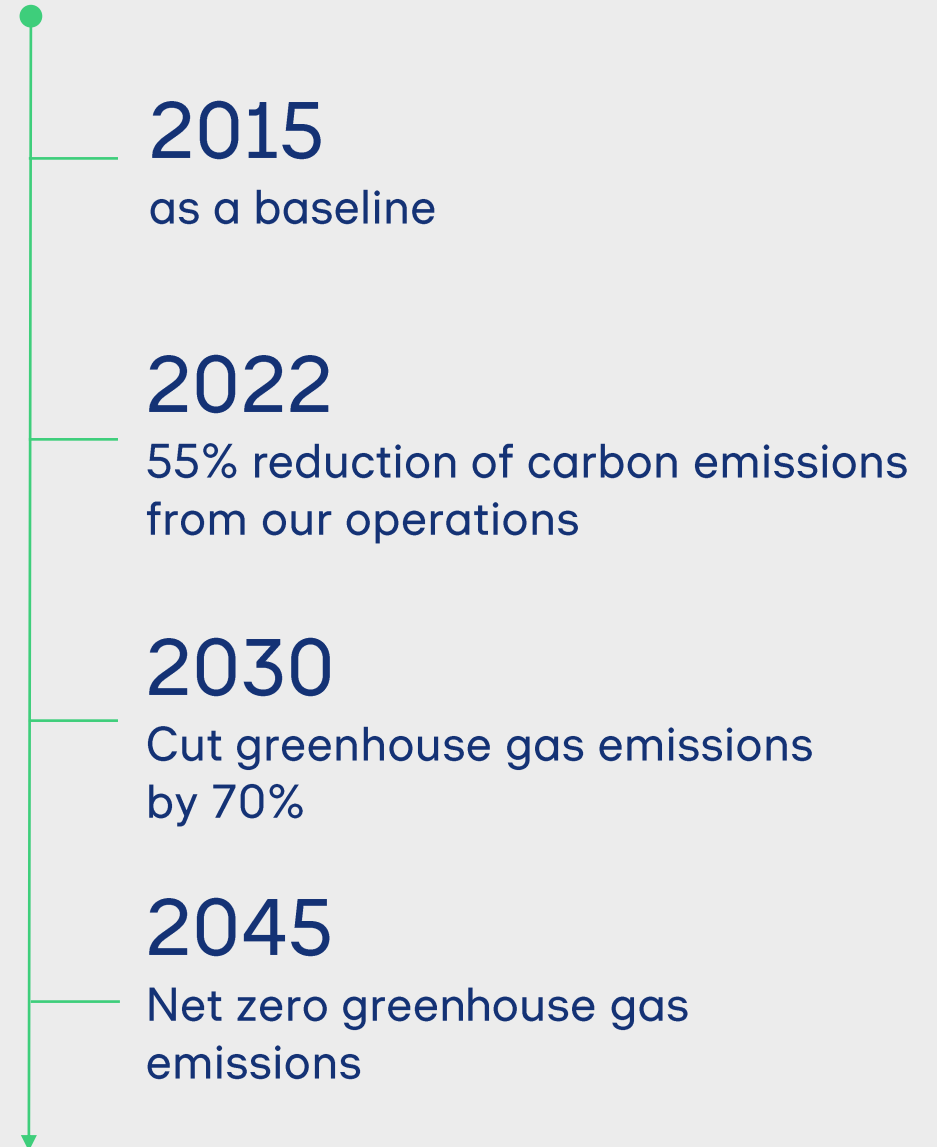 2015
as a baseline
2022
55% reduction of carbon emissions
from our operations
2030
Cut greenhouse gas emissions
by 70%
2045
Net zero greenhouse gas
emissions